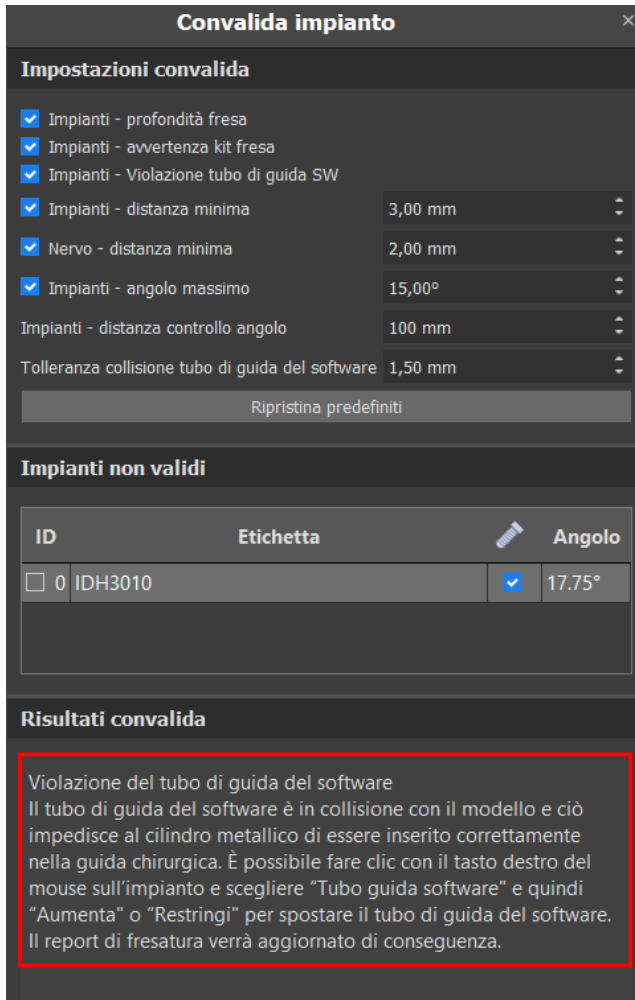 Convalida impianto ×
Impostazioni convalida
Impianti - profondità fresa
Impianti - avvertenza kit fresa
Impianti - Violazione tubo di guida SW
Impianti - distanza minima 3,00 mm
Nervo - distanza minima 2,00 mm
Impianti - angolo massimo 15,00°
Impianti - distanza controllo angolo 100 mm
Tolleranza collisione tubo di guida del software 1,50 mm
Ripristina predefiniti
Impianti non validi
ID Etichetta Angolo
0 IDH3010 17.75°
Risultati convalida
Violazione del tubo di guida del software
Il tubo di guida del software è in collisione con il modello e ciò
impedisce al cilindro metallico di essere inserito correttamente
nella guida chirurgica. È possibile fare clic con il tasto destro del
mouse sull’impianto e scegliere “Tubo guida software" e quindi
“Aumenta" o “Restringi" per spostare il tubo di guida del software.
Il report di fresatura verrà aggiornato di conseguenza.